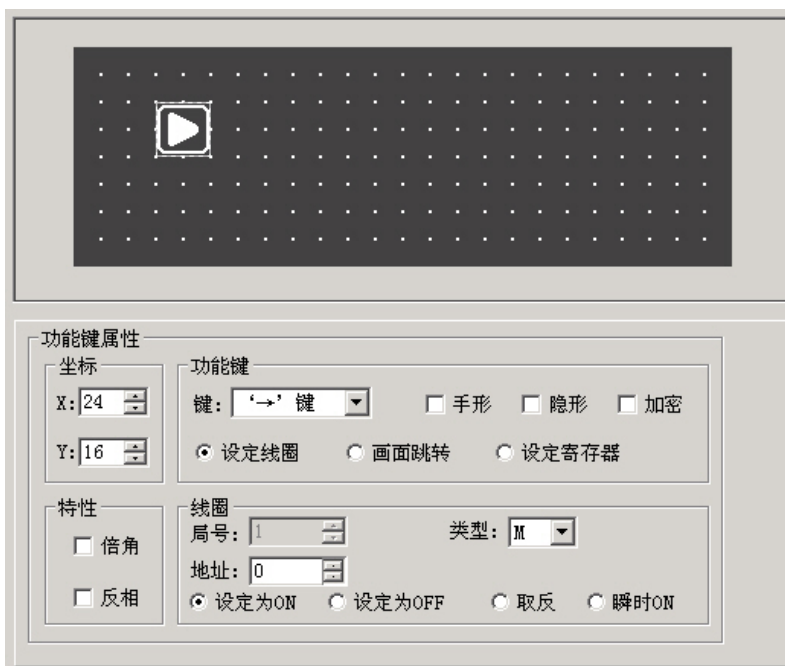 功能键属性
坐标
X: 24
Y: 16
功能键
键: ‘→’键
手形 隐形 加密
设定线圈 画面跳转 设定寄存器
特性
倍角
反相
线圈
局号: 1 类型: M
地址: 0
设定为ON 设定为OFF 取反 瞬时ON